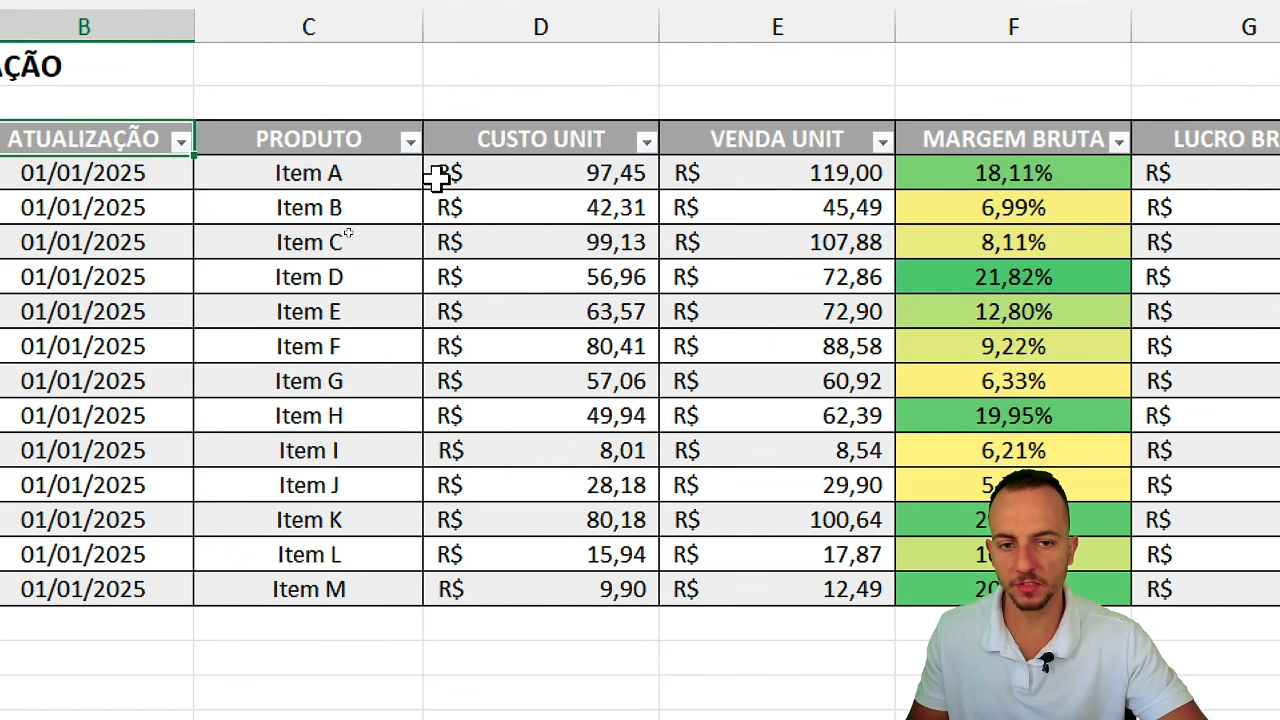 B C D E F G
AÇÃO
ATUALIZAÇÃO PRODUTO CUSTO UNIT VENDA UNIT MARGEM BRUTA LUCRO BR
01/01/2025 Item A R$ 97,45 R$ 119,00 18,11% R$
01/01/2025 Item B R$ 42,31 R$ 45,49 6,99% R$
01/01/2025 Item C R$ 99,13 R$ 107,88 8,11% R$
01/01/2025 Item D R$ 56,96 R$ 72,86 21,82% R$
01/01/2025 Item E R$ 63,57 R$ 72,90 12,80% R$
01/01/2025 Item F R$ 80,41 R$ 88,58 9,22% R$
01/01/2025 Item G R$ 57,06 R$ 60,92 6,33% R$
01/01/2025 Item H R$ 49,94 R$ 62,39 19,95% R$
01/01/2025 Item I R$ 8,01 R$ 8,54 6,21% R$
01/01/2025 Item J R$ 28,18 R$ 29,90 R$
01/01/2025 Item K R$ 80,18 R$ 100,64 R$
01/01/2025 Item L R$ 15,94 R$ 17,87 R$
01/01/2025 Item M R$ 9,90 R$ 12,49 R$